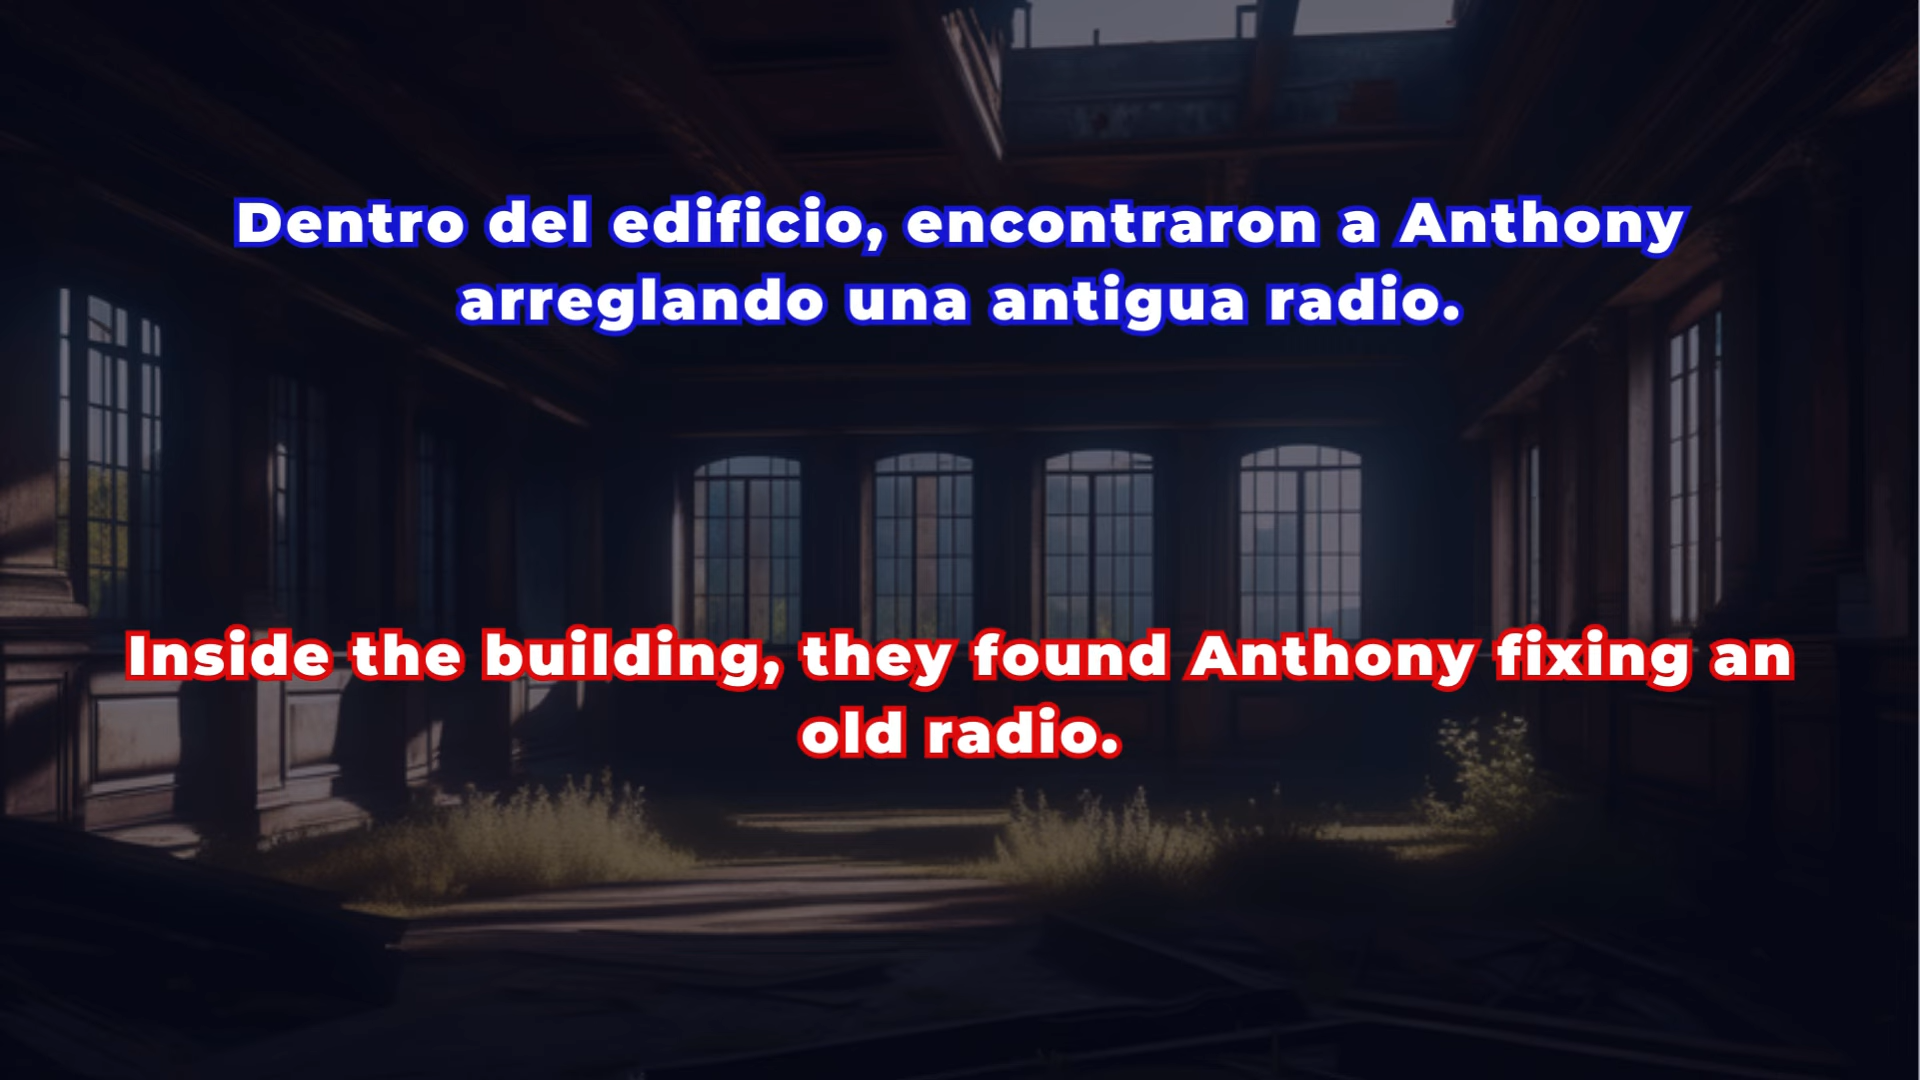 Dentro del edificio, encontraron a Anthony
arreglando una antigua radio.
Inside the building, they found Anthony fixing an
old radio.